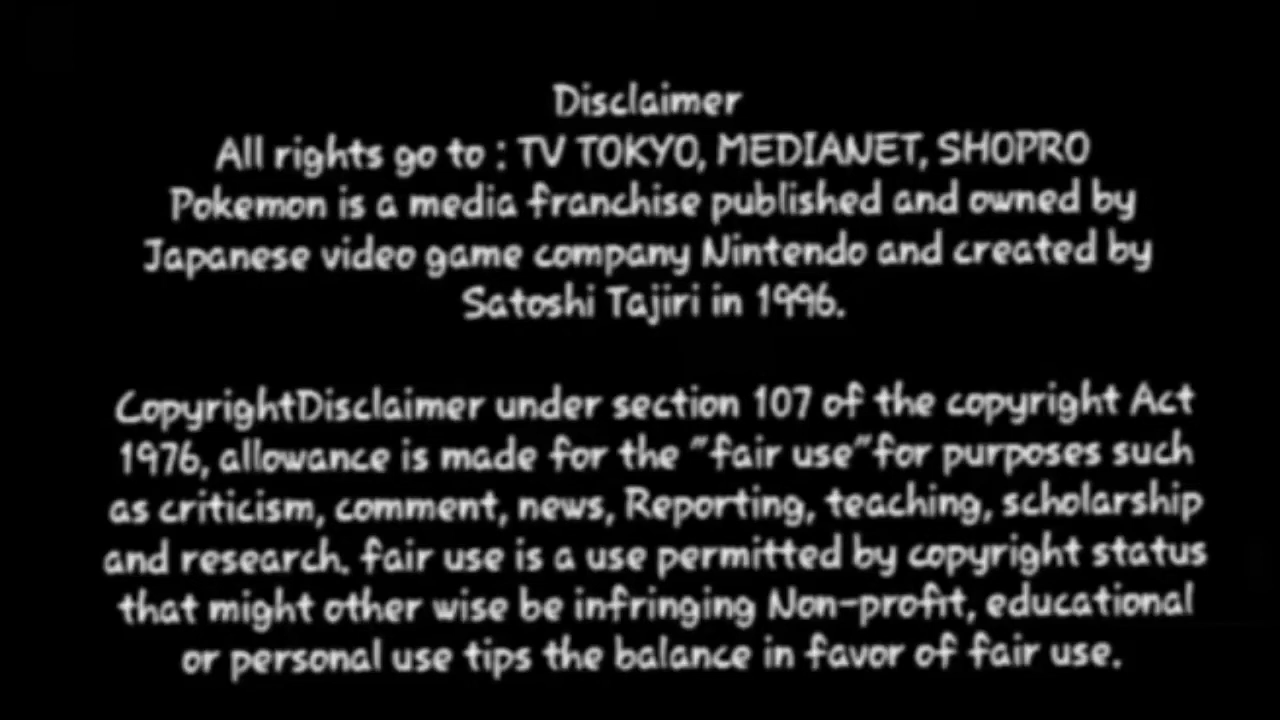 Disclaimer
All rights go to : TV TOKYO, MEDIANET, SHOPRO
Pokemon is a media franchise published and owned by
Japanese video game company Nintendo and created by
Satoshi Tajiri in 1996.
CopyrightDisclaimer under section 107 of the copyright Act
1976, allowance is made for the "fair use"for purposes such
as criticism, comment, news, Reporting, teaching, scholarship
and research. fair use is a use permitted by copyright status
that might other wise be infringing Non-profit, educational
or personal use tips the balance in favor of fair use.